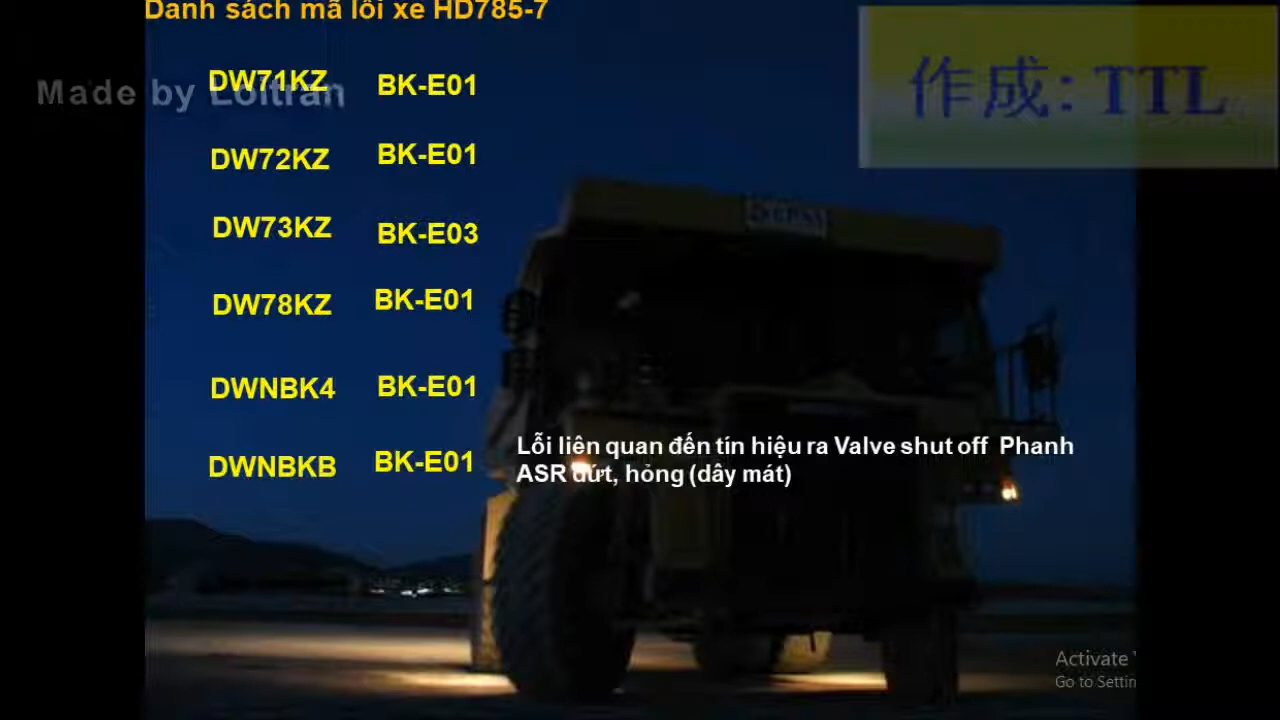 Danh sách mã lỗi xe HD785-7
Made by Loitran
作成: TTL
DW71KZ BK-E01
DW72KZ BK-E01
DW73KZ BK-E03
DW78KZ BK-E01
DWNBK4 BK-E01
DWNBKB BK-E01
Lỗi liên quan đến tín hiệu ra Valve shut off Phanh
ASR đứt, hỏng (dây mát)
Activate
Go to Settin